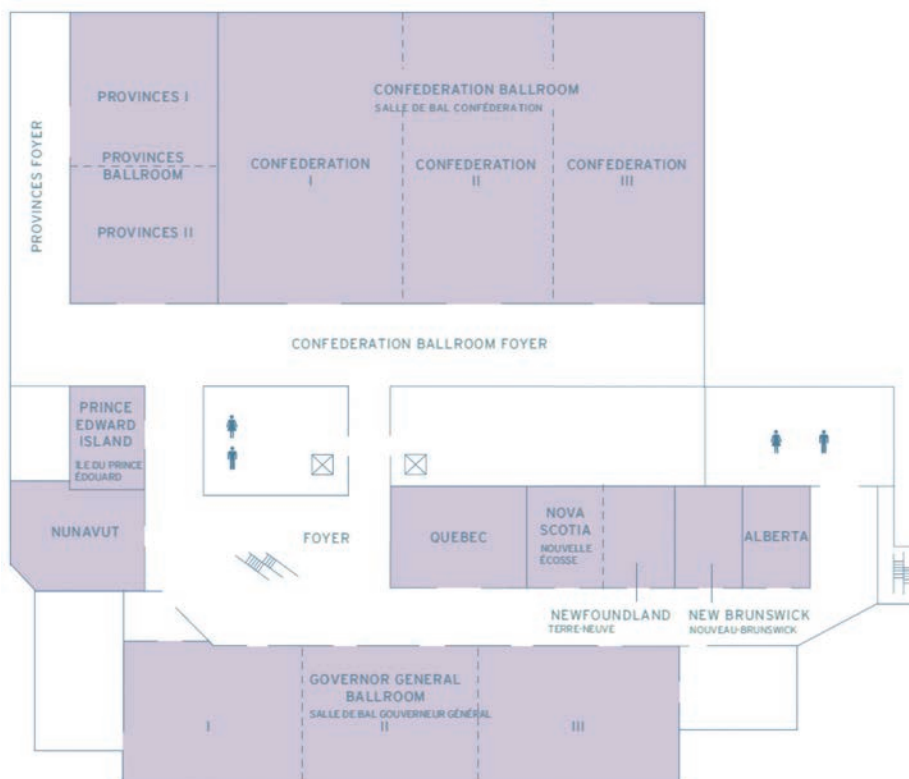 PROVINCES FOYER
PROVINCES I
PROVINCES
BALLROOM
PROVINCES II
CONFEDERATION BALLROOM
SALLE DE BAL CONFÉDÉRATION
CONFEDERATION
I
CONFEDERATION
II
CONFEDERATION
III
CONFEDERATION BALLROOM FOYER
PRINCE
EDWARD
ISLAND
ÎLE DU PRINCE
ÉDOUARD
NUNAVUT
FOYER
QUEBEC
NOVA
SCOTIA
NOUVELLE
ÉCOSSE
ALBERTA
NEWFOUNDLAND
TERRE-NEUVE
NEW BRUNSWICK
NOUVEAU-BRUNSWICK
GOVERNOR GENERAL
BALLROOM
SALLE DE BAL GOUVERNEUR GÉNÉRAL
I
II
III